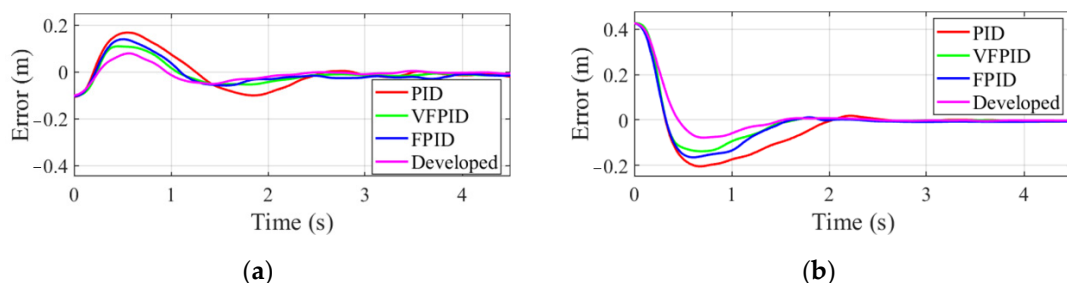 0.2
0
−0.2
−0.4
Error (m)
0 1 2 3 4
Time (s)
PID
VFPID
FPID
Developed
(a)
0.4
0.2
0
−0.2
Error (m)
0 1 2 3 4
Time (s)
PID
VFPID
FPID
Developed
(b)